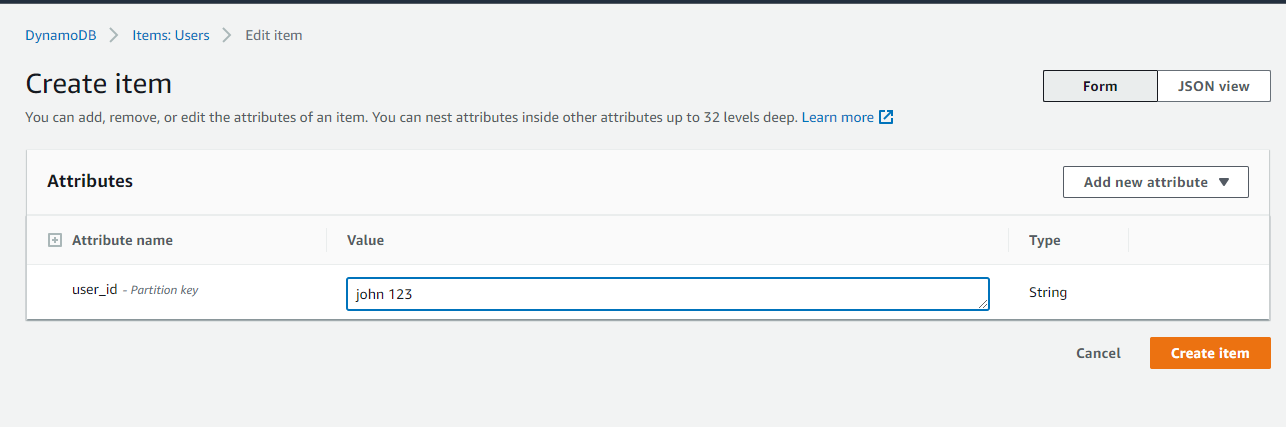 DynamoDB > Items: Users > Edit item
Create item
Form JSON view
You can add, remove, or edit the attributes of an item. You can nest attributes inside other attributes up to 32 levels deep. Learn more
Attributes
Add new attribute
Attribute name Value Type
user_id - Partition key john 123 String
Cancel Create item